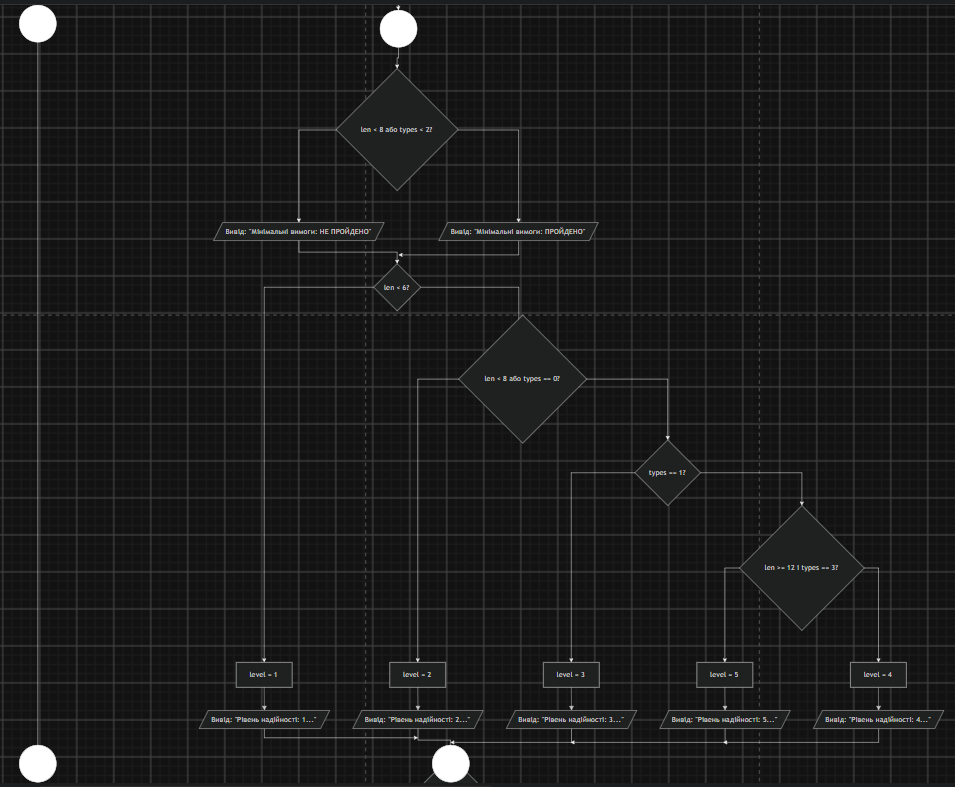 len < 8 або types < 2?
Вивід: "Мінімальні вимоги: НЕ ПРОЙДЕНО"
Вивід: "Мінімальні вимоги: ПРОЙДЕНО"
len < 6?
len < 8 або types == 0?
types == 1?
len >= 12 і types == 3?
level = 1
level = 2
level = 3
level = 5
level = 4
Вивід: "Рівень надійності: 1..."
Вивід: "Рівень надійності: 2..."
Вивід: "Рівень надійності: 3..."
Вивід: "Рівень надійності: 5..."
Вивід: "Рівень надійності: 4..."